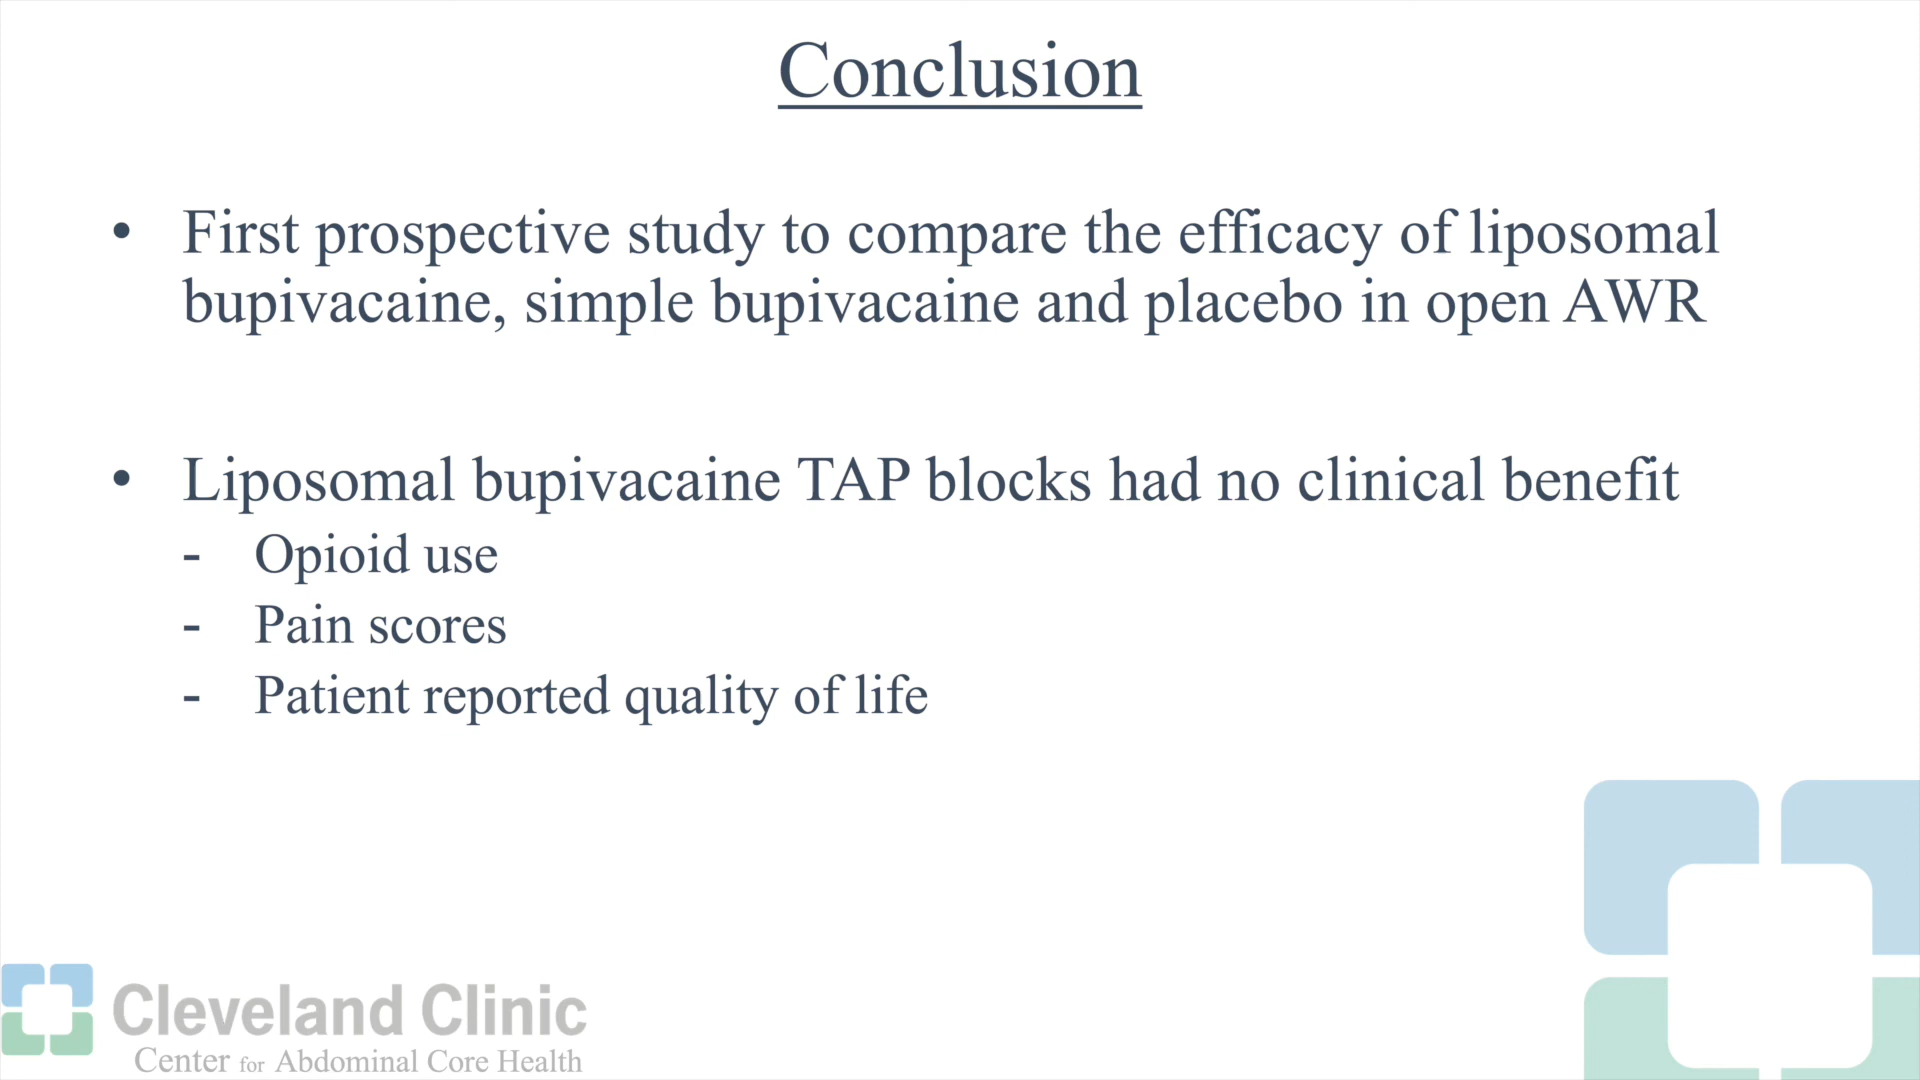 Conclusion
• First prospective study to compare the efficacy of liposomal
bupivacaine, simple bupivacaine and placebo in open AWR
• Liposomal bupivacaine TAP blocks had no clinical benefit
- Opioid use
- Pain scores
- Patient reported quality of life
Cleveland Clinic
Center for Abdominal Core Health